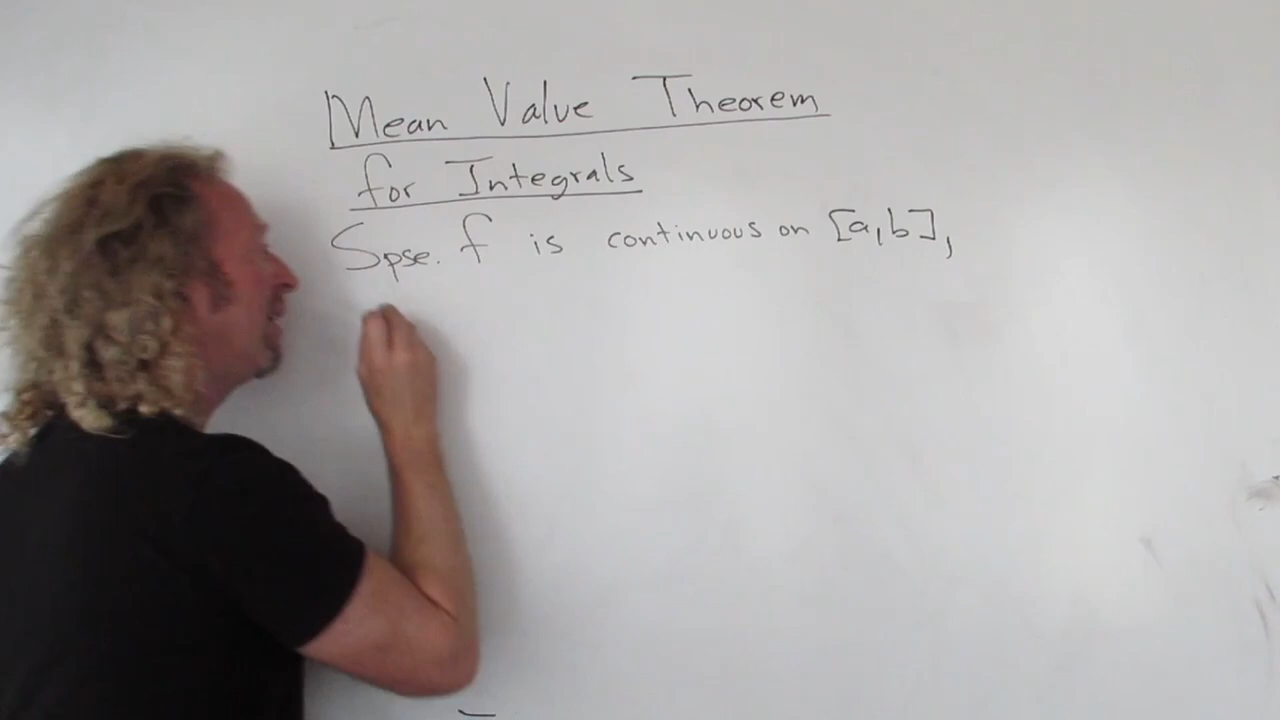 Mean Value Theorem
for Integrals
Spse. f is continuous on [a,b],